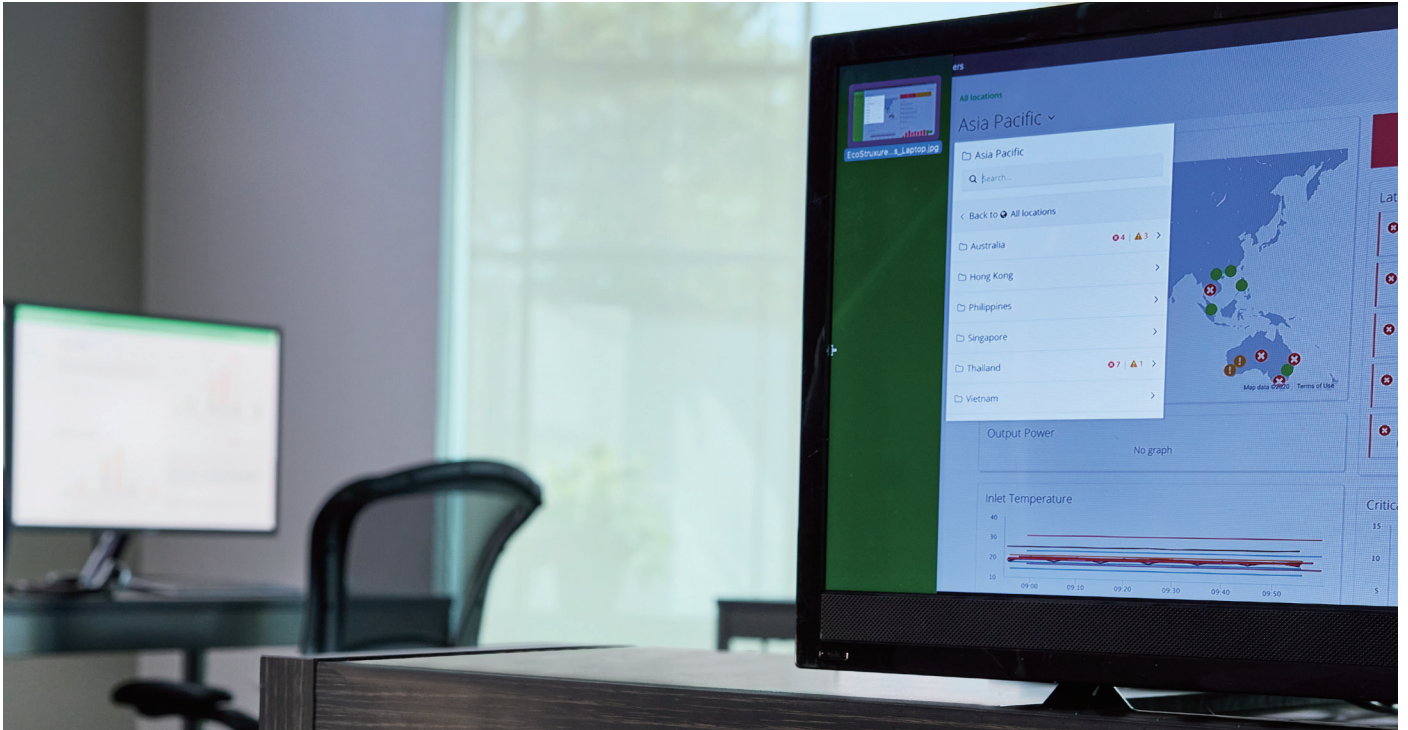 ers
EcoStruxure...s_Laptop.jpg
All locations
Asia Pacific
Asia Pacific
Search...
Back to All locations
Australia 4 3
Hong Kong
Philippines
Singapore
Thailand 7 1
Vietnam
Map data ©2020 Terms of Use
Lat
Output Power
No graph
Inlet Temperature
40
30
20
10
09:00 09:10 09:20 09:30 09:40 09:50
Critica
15
10
5